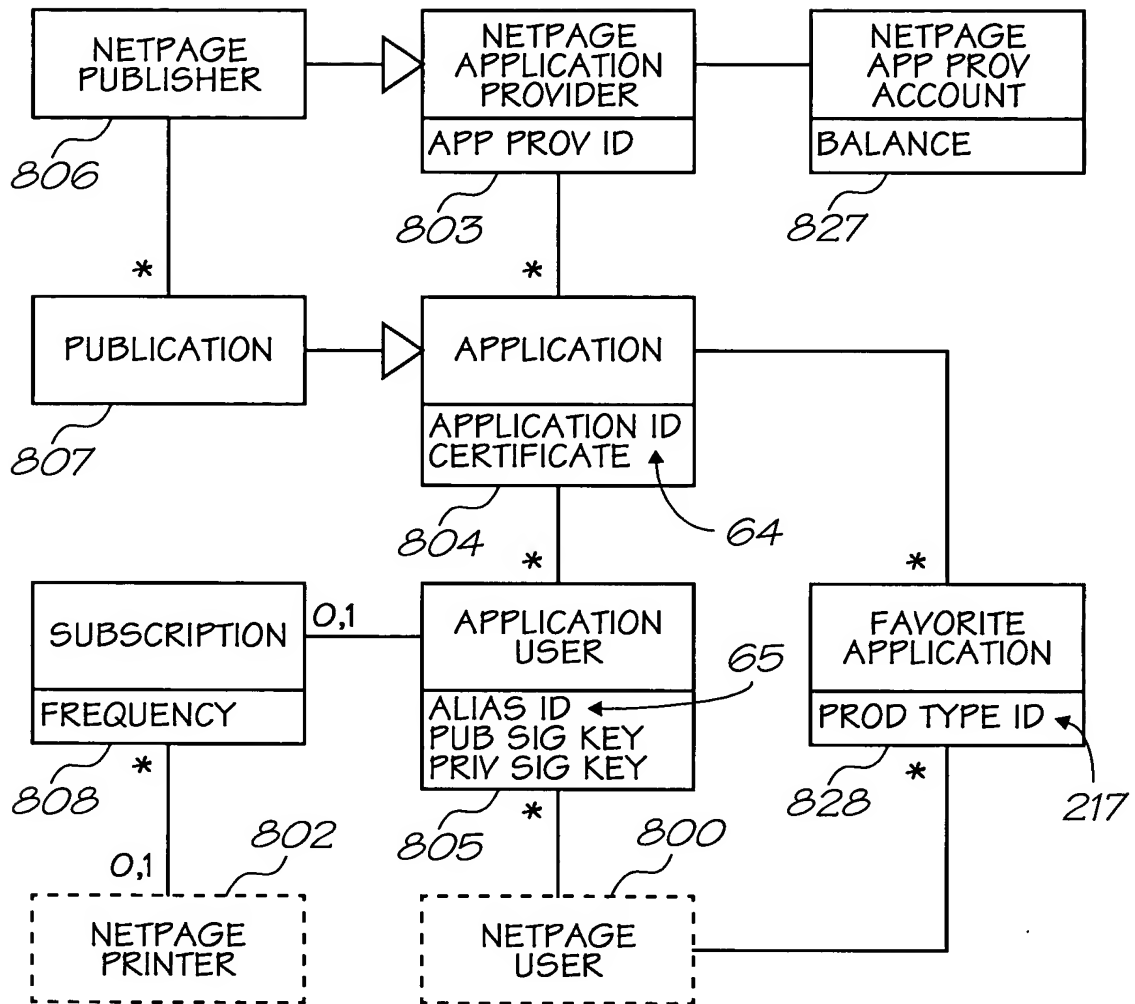 NETPAGE
PUBLISHER
806
NETPAGE
APPLICATION
PROVIDER
APP PROV ID
803
NETPAGE
APP PROV
ACCOUNT
BALANCE
827
*
*
PUBLICATION
807
APPLICATION
APPLICATION ID
CERTIFICATE
804
64
*
*
SUBSCRIPTION
FREQUENCY
808
0,1
APPLICATION
USER
ALIAS ID
PUB SIG KEY
PRIV SIG KEY
805
65
FAVORITE
APPLICATION
PROD TYPE ID
828
217
*
*
*
0,1
802
NETPAGE
PRINTER
800
NETPAGE
USER